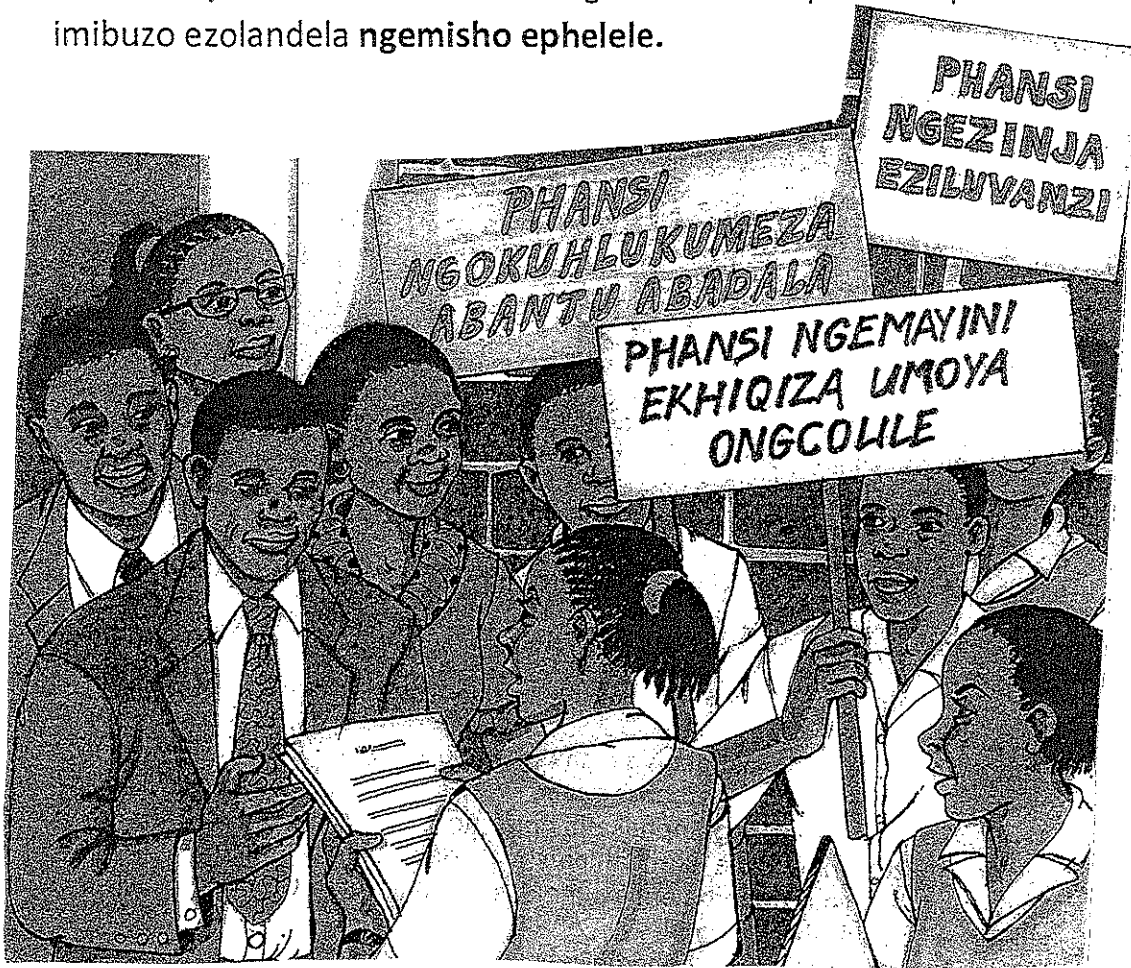 imibuzo ezolandela ngemisho ephelele.
PHANSI
NGEZINJA
EZILUVANZI
PHANSI
NGOKUHLUKUMEZA
ABANTU ABADALA
PHANSI NGEMAYINI
EKHIQIZA UMOYA
ONGCOLILE